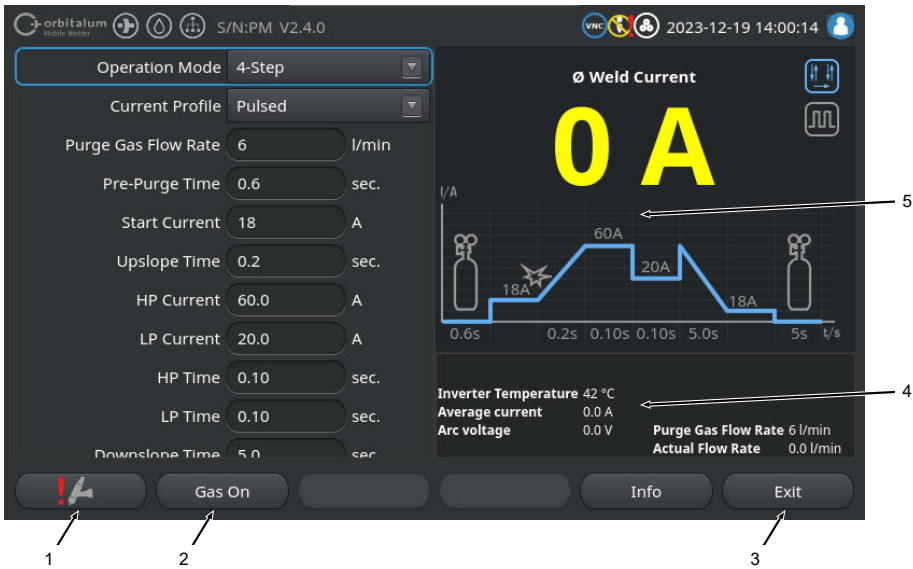 orbitalum
Mobile Welder
S/N:PM V2.4.0
VNC
2023-12-19 14:00:14
Operation Mode 4-Step
Current Profile Pulsed
Purge Gas Flow Rate 6 l/min
Pre-Purge Time 0.6 sec.
Start Current 18 A
Upslope Time 0.2 sec.
HP Current 60.0 A
LP Current 20.0 A
HP Time 0.10 sec.
LP Time 0.10 sec.
Downslope Time 5.0 sec.
Ø Weld Current
0 A
I/A
60A
20A
18A
18A
0.6s 0.2s 0.10s 0.10s 5.0s 5s t/s
Inverter Temperature 42 °C
Average current 0.0 A
Arc voltage 0.0 V
Purge Gas Flow Rate 6 l/min
Actual Flow Rate 0.0 l/min
! Gas On Info Exit
5
4
1 2 3